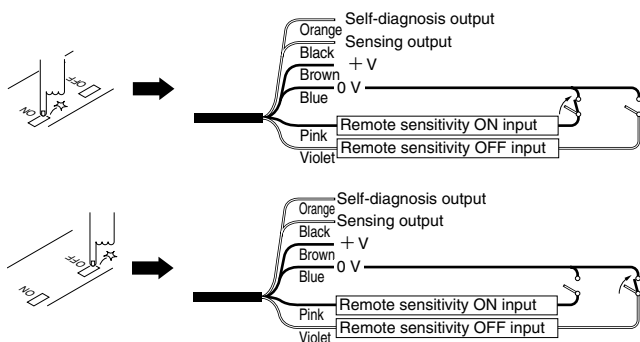 Self-diagnosis output
Orange
Sensing output
Black
+ V
Brown
0 V
Blue
OFF
ON
Remote sensitivity ON input
Pink
Remote sensitivity OFF input
Violet
Self-diagnosis output
Orange
Sensing output
Black
+ V
Brown
0 V
Blue
OFF
ON
Remote sensitivity ON input
Pink
Remote sensitivity OFF input
Violet